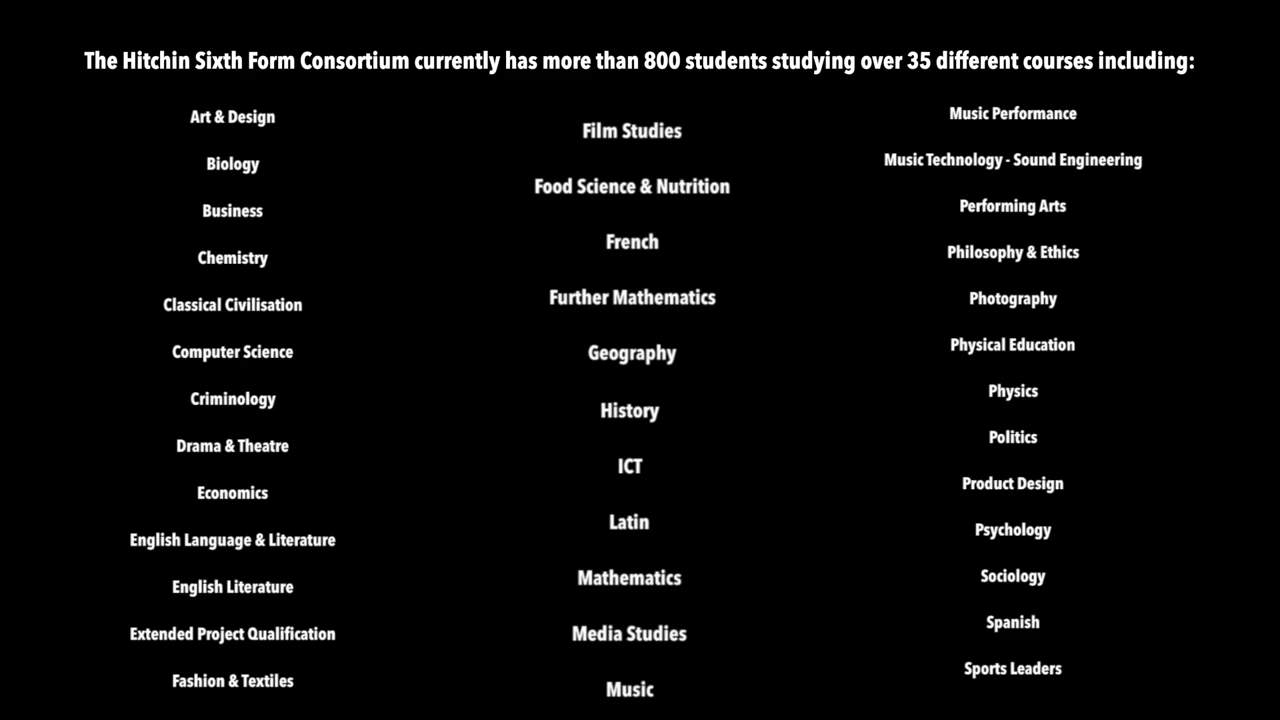 The Hitchin Sixth Form Consortium currently has more than 800 students studying over 35 different courses including:
Art & Design
Biology
Business
Chemistry
Classical Civilisation
Computer Science
Criminology
Drama & Theatre
Economics
English Language & Literature
English Literature
Extended Project Qualification
Fashion & Textiles
Film Studies
Food Science & Nutrition
French
Further Mathematics
Geography
History
ICT
Latin
Mathematics
Media Studies
Music
Music Performance
Music Technology - Sound Engineering
Performing Arts
Philosophy & Ethics
Photography
Physical Education
Physics
Politics
Product Design
Psychology
Sociology
Spanish
Sports Leaders